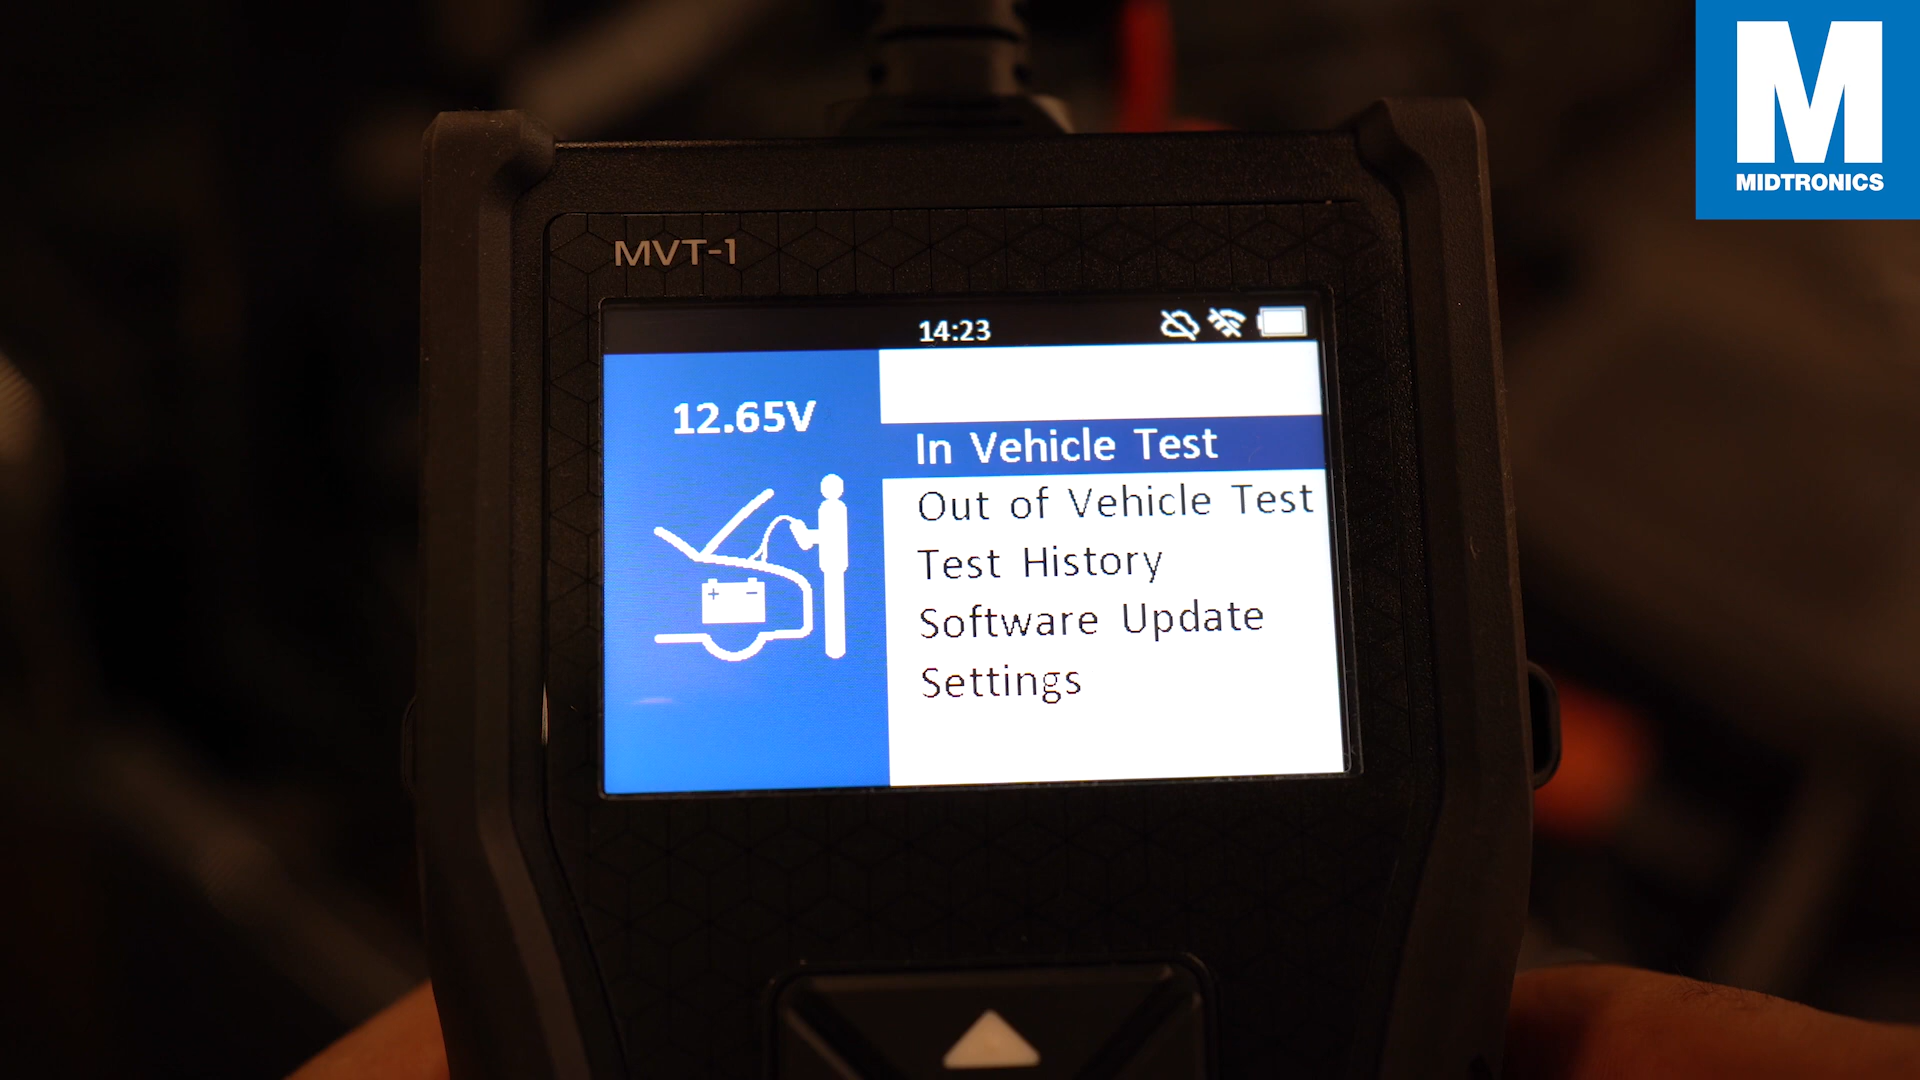 M
MIDTRONICS
MVT-1
14:23
12.65V
In Vehicle Test
Out of Vehicle Test
Test History
Software Update
Settings